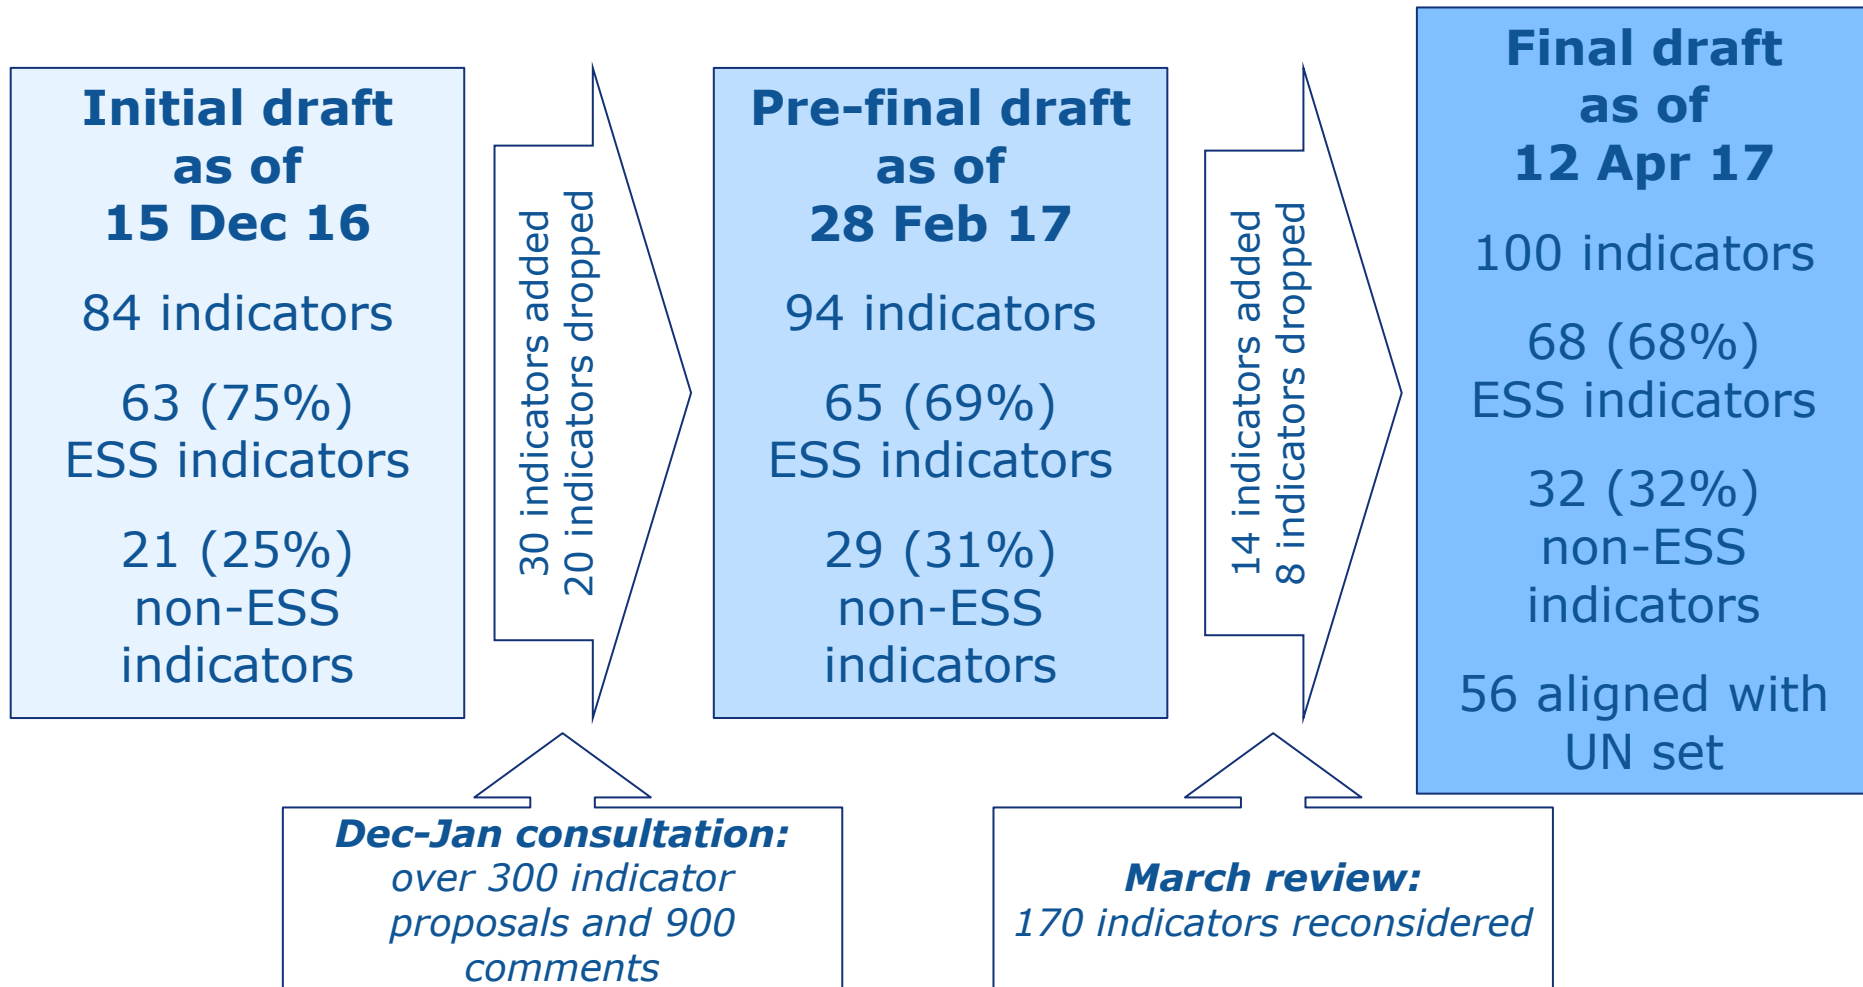 Initial draft
as of
15 Dec 16
84 indicators
63 (75%)
ESS indicators
21 (25%)
non-ESS
indicators
30 indicators added
20 indicators dropped
Dec-Jan consultation:
over 300 indicator
proposals and 900
comments
Pre-final draft
as of
28 Feb 17
94 indicators
65 (69%)
ESS indicators
29 (31%)
non-ESS
indicators
14 indicators added
8 indicators dropped
March review:
170 indicators reconsidered
Final draft
as of
12 Apr 17
100 indicators
68 (68%)
ESS indicators
32 (32%)
non-ESS
indicators
56 aligned with
UN set